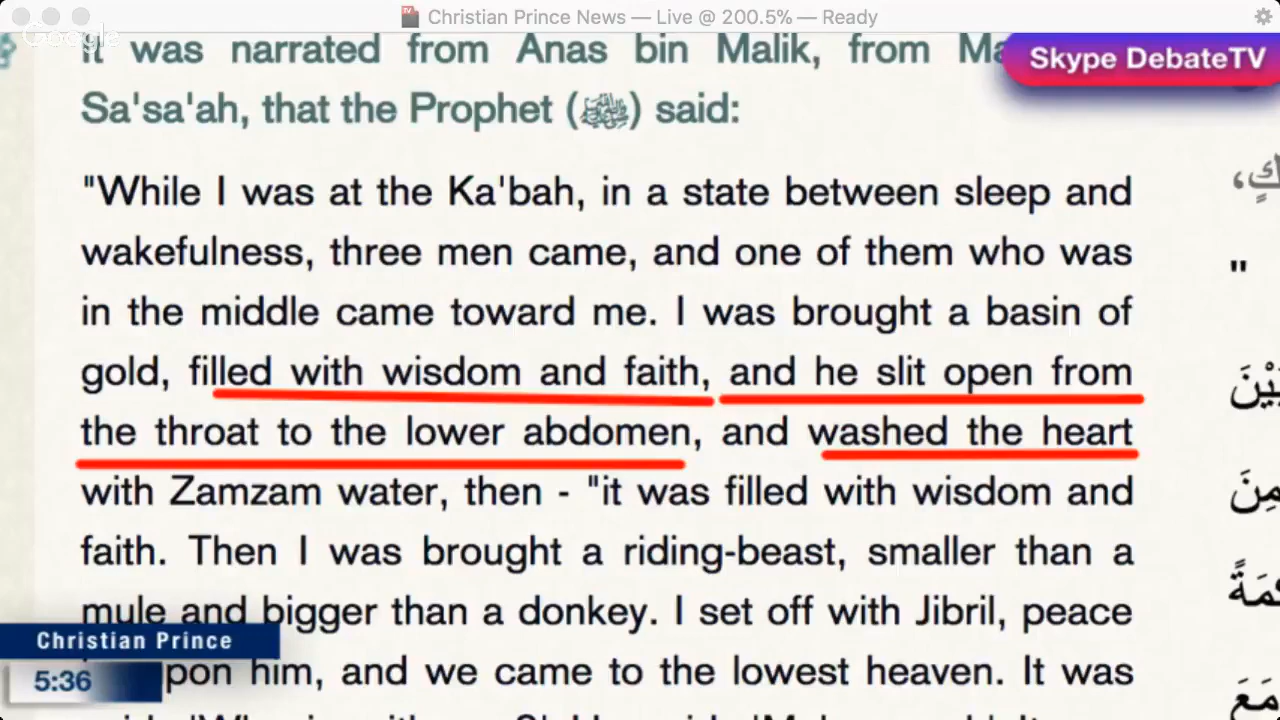 Christian Prince News — Live @ 200.5% — Ready
Google
It was narrated from Anas bin Malik, from
Skype DebateTV
Sa'sa'ah, that the Prophet (ﷺ) said:
"While I was at the Ka'bah, in a state between sleep and
wakefulness, three men came, and one of them who was
in the middle came toward me. I was brought a basin of
gold, filled with wisdom and faith, and he slit open from
the throat to the lower abdomen, and washed the heart
with Zamzam water, then - "it was filled with wisdom and
faith. Then I was brought a riding-beast, smaller than a
mule and bigger than a donkey. I set off with Jibril, peace
Christian Prince
him, and we came to the lowest heaven. It was
5:36